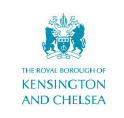 THE ROYAL BOROUGH OF
KENSINGTON
AND CHELSEA